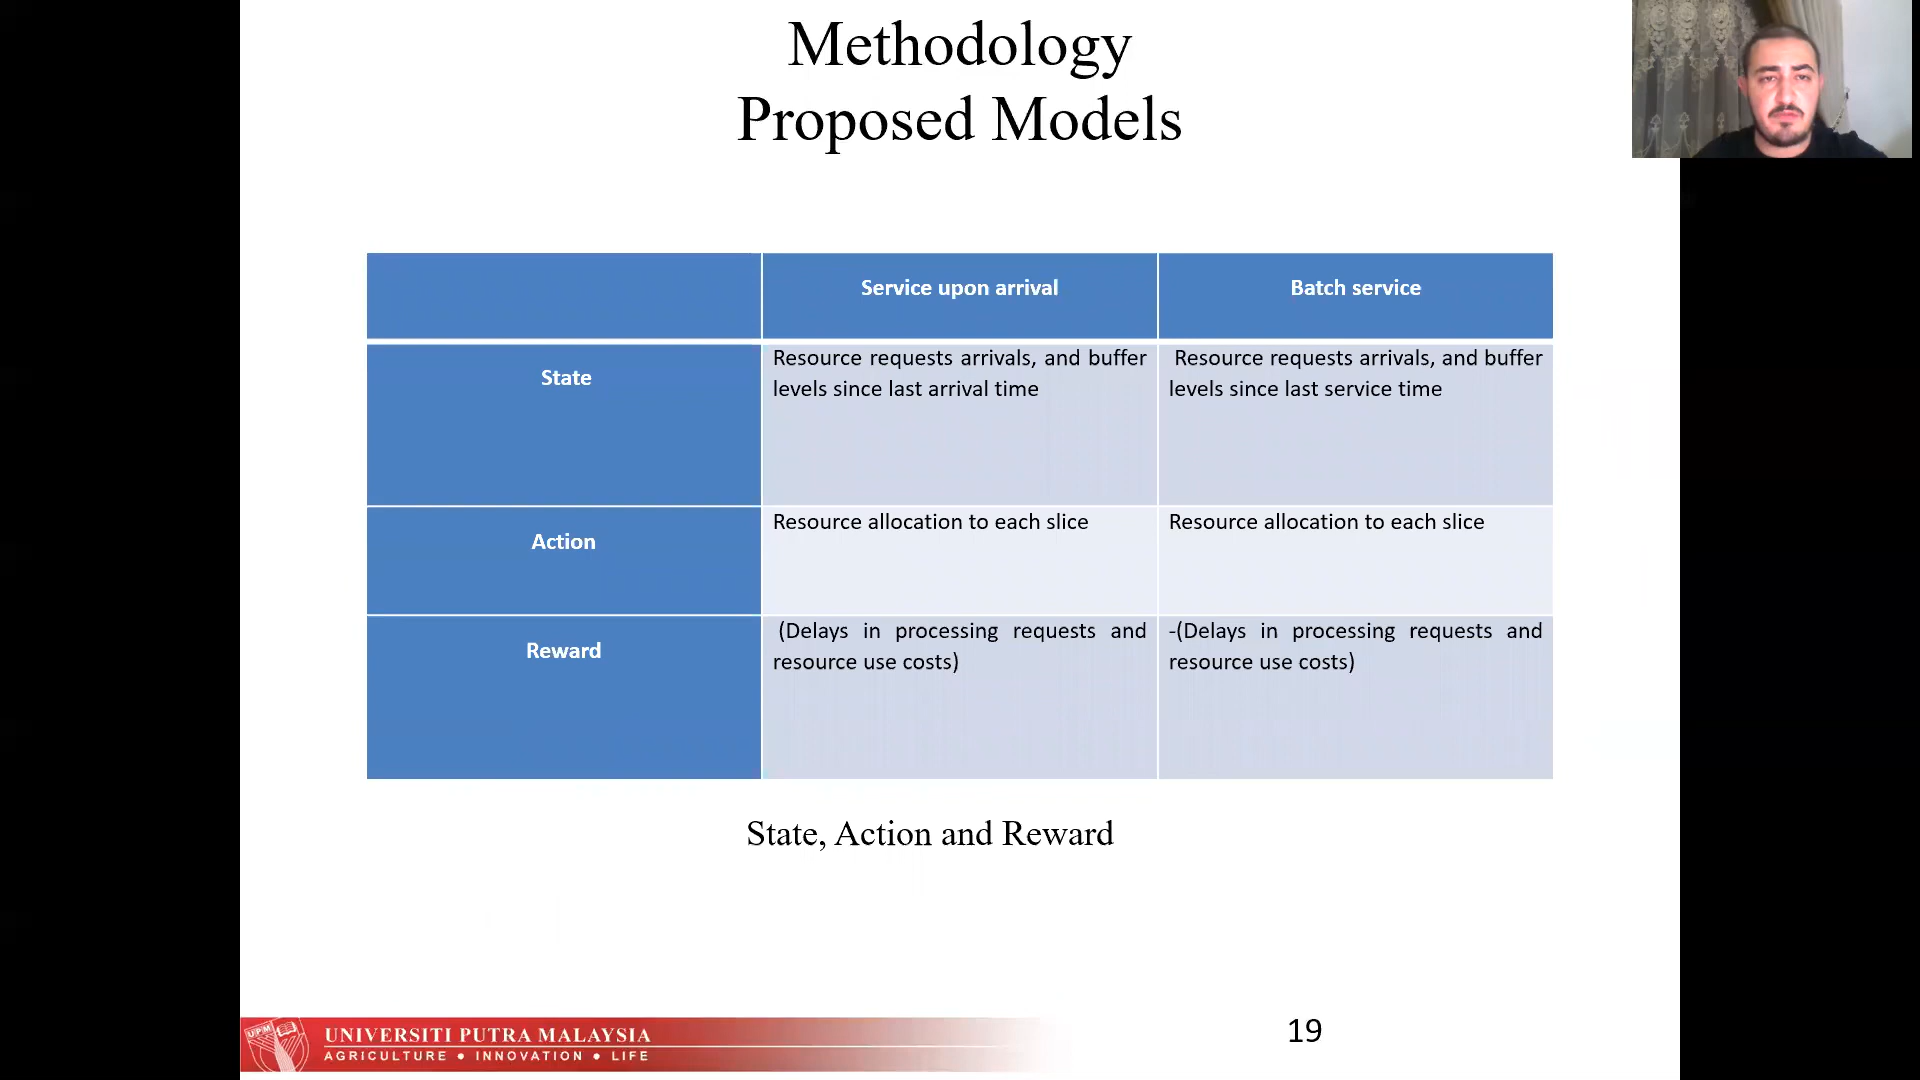 Methodology
Proposed Models
Service upon arrival
Batch service
State
Resource requests arrivals, and buffer
levels since last arrival time
Resource requests arrivals, and buffer
levels since last service time
Action
Resource allocation to each slice
Resource allocation to each slice
Reward
(Delays in processing requests and
resource use costs)
-(Delays in processing requests and
resource use costs)
State, Action and Reward
UPM
UNIVERSITI PUTRA MALAYSIA
AGRICULTURE • INNOVATION • LIFE
19